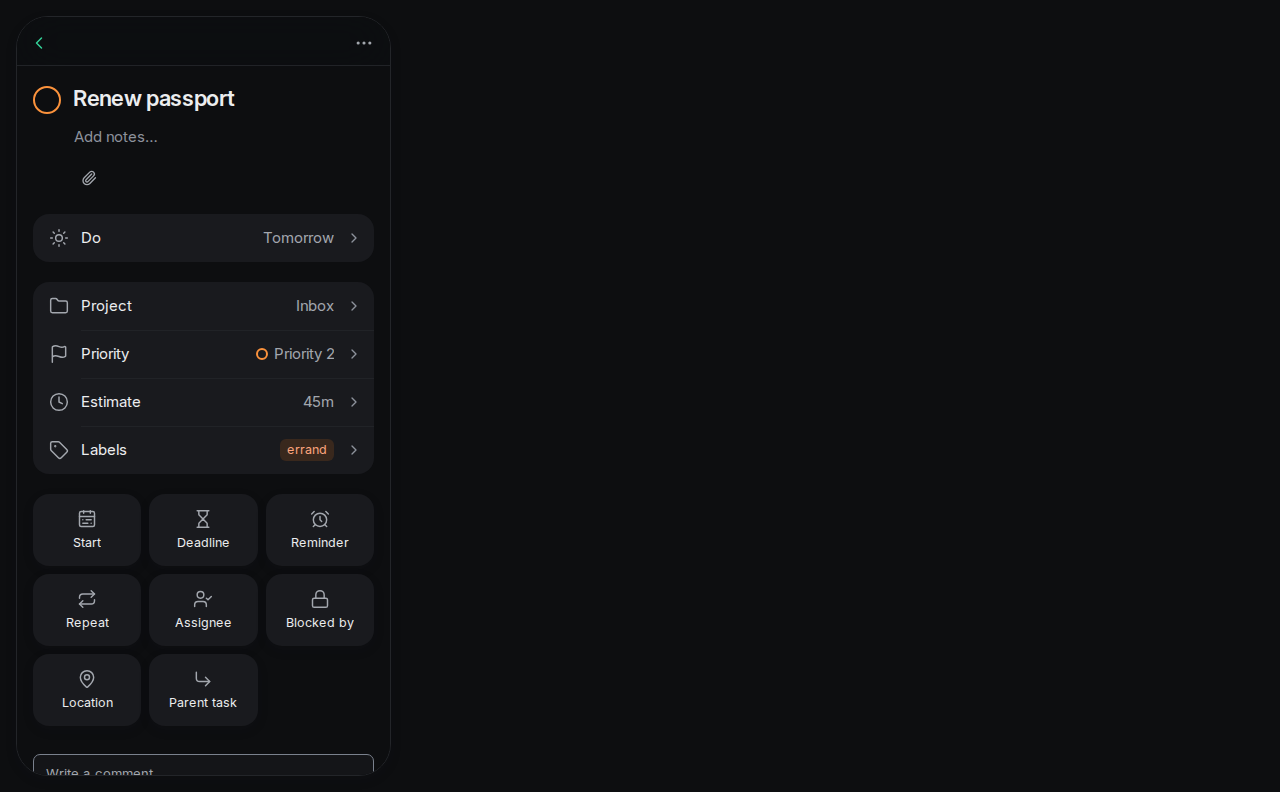 Renew passport
Add notes...
Do Tomorrow
Project Inbox
Priority Priority 2
Estimate 45m
Labels errand
Start Deadline Reminder
Repeat Assignee Blocked by
Location Parent task
Write a comment